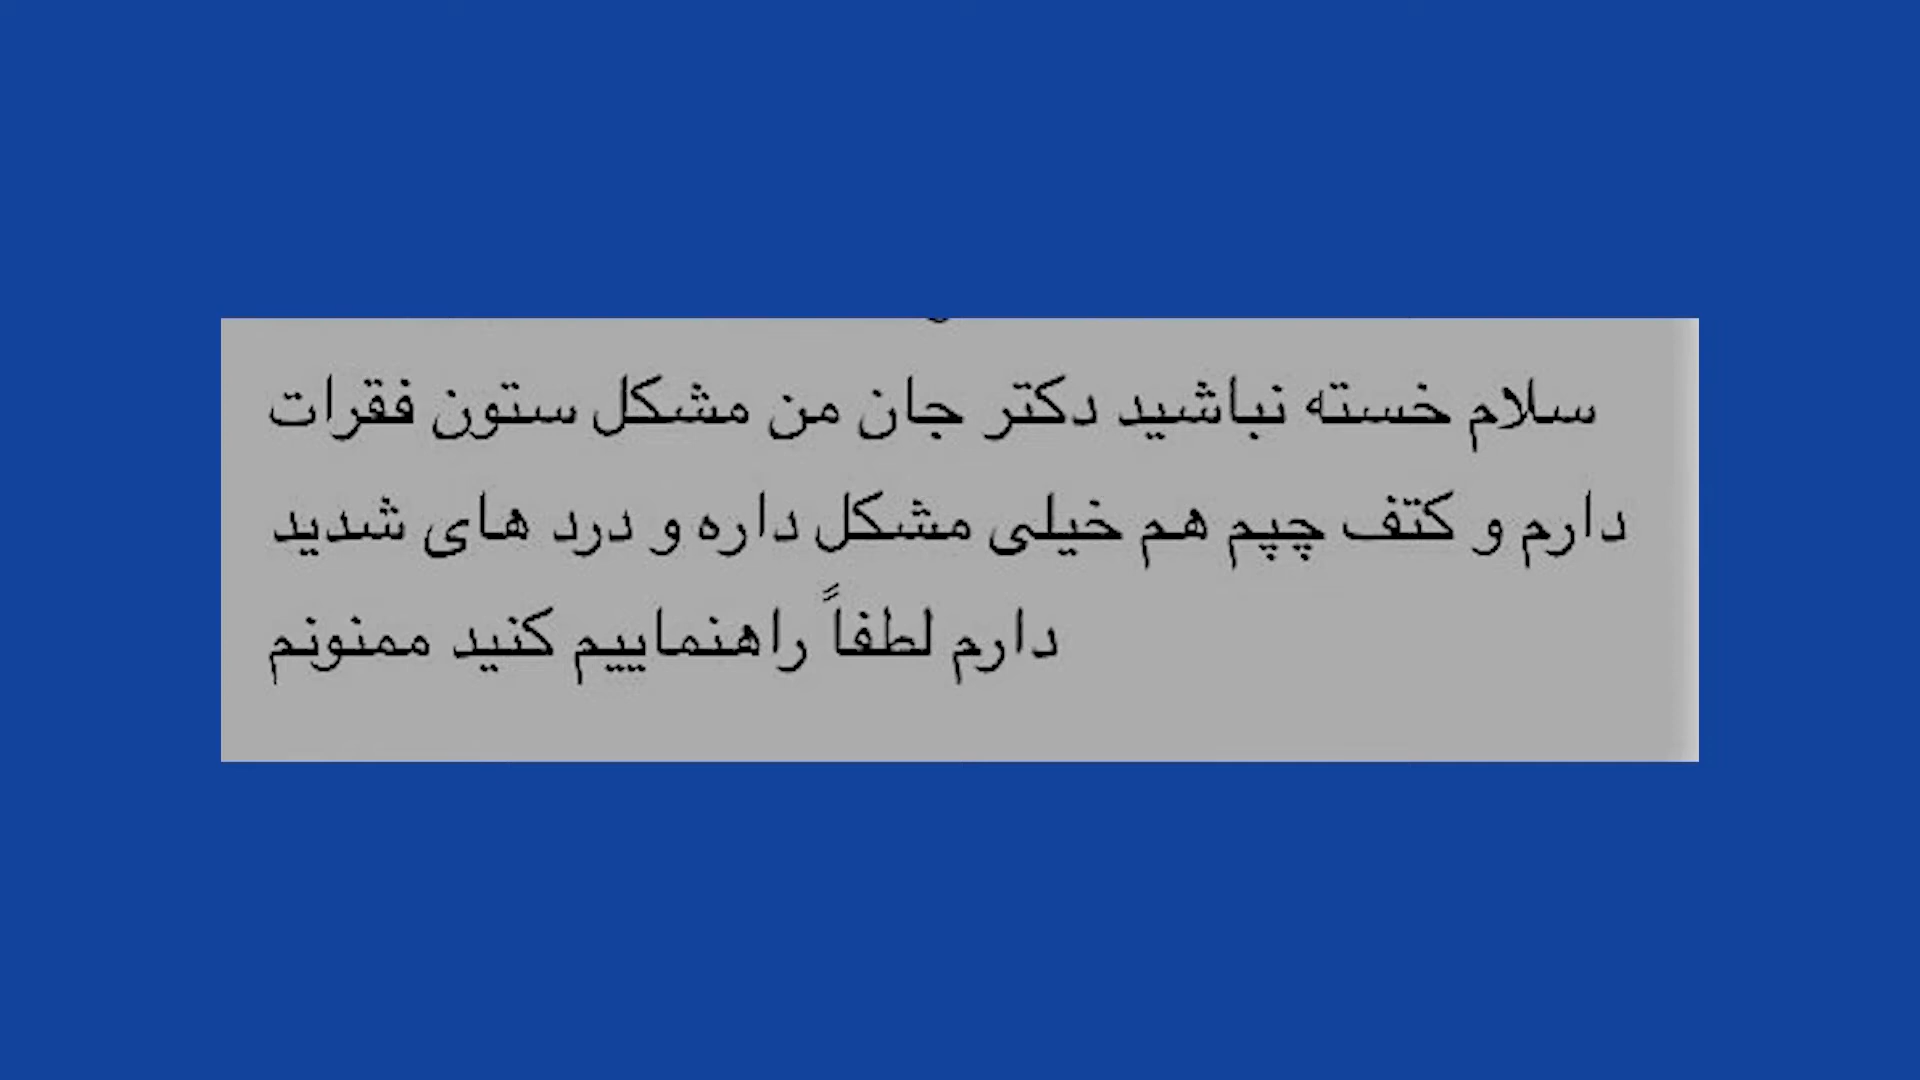 سلام خسته نباشید دکتر جان من مشکل ستون فقرات
دارم و کتف چپم هم خیلی مشکل داره و درد های شدید
دارم لطفاً راهنماییم کنید ممنونم